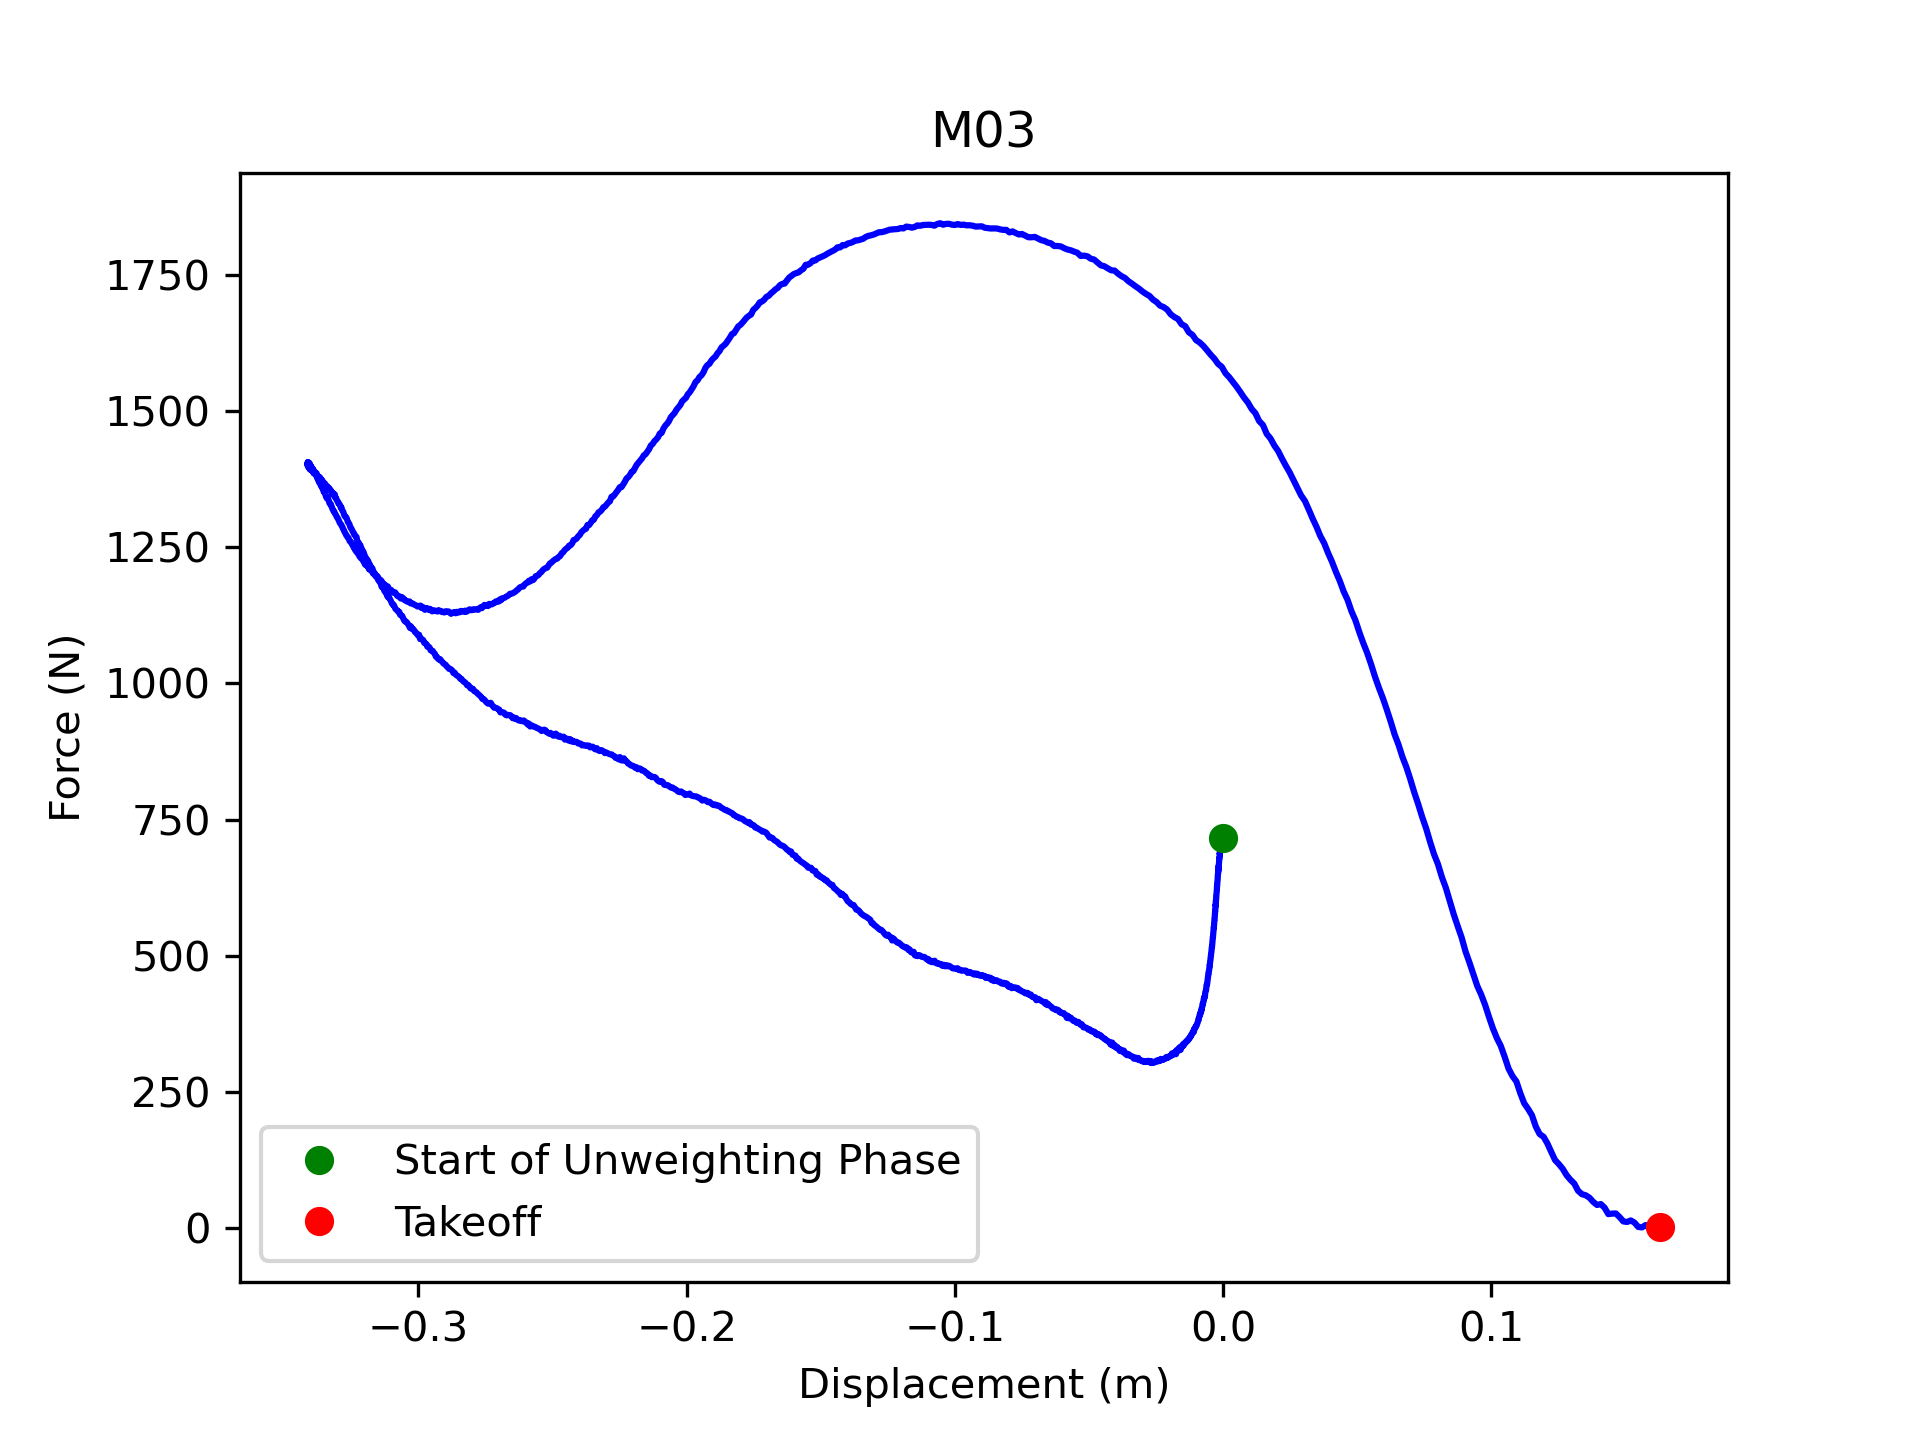 M03
Force (N)
1750
1500
1250
1000
750
500
250
0
Start of Unweighting Phase
Takeoff
−0.3 −0.2 −0.1 0.0 0.1
Displacement (m)